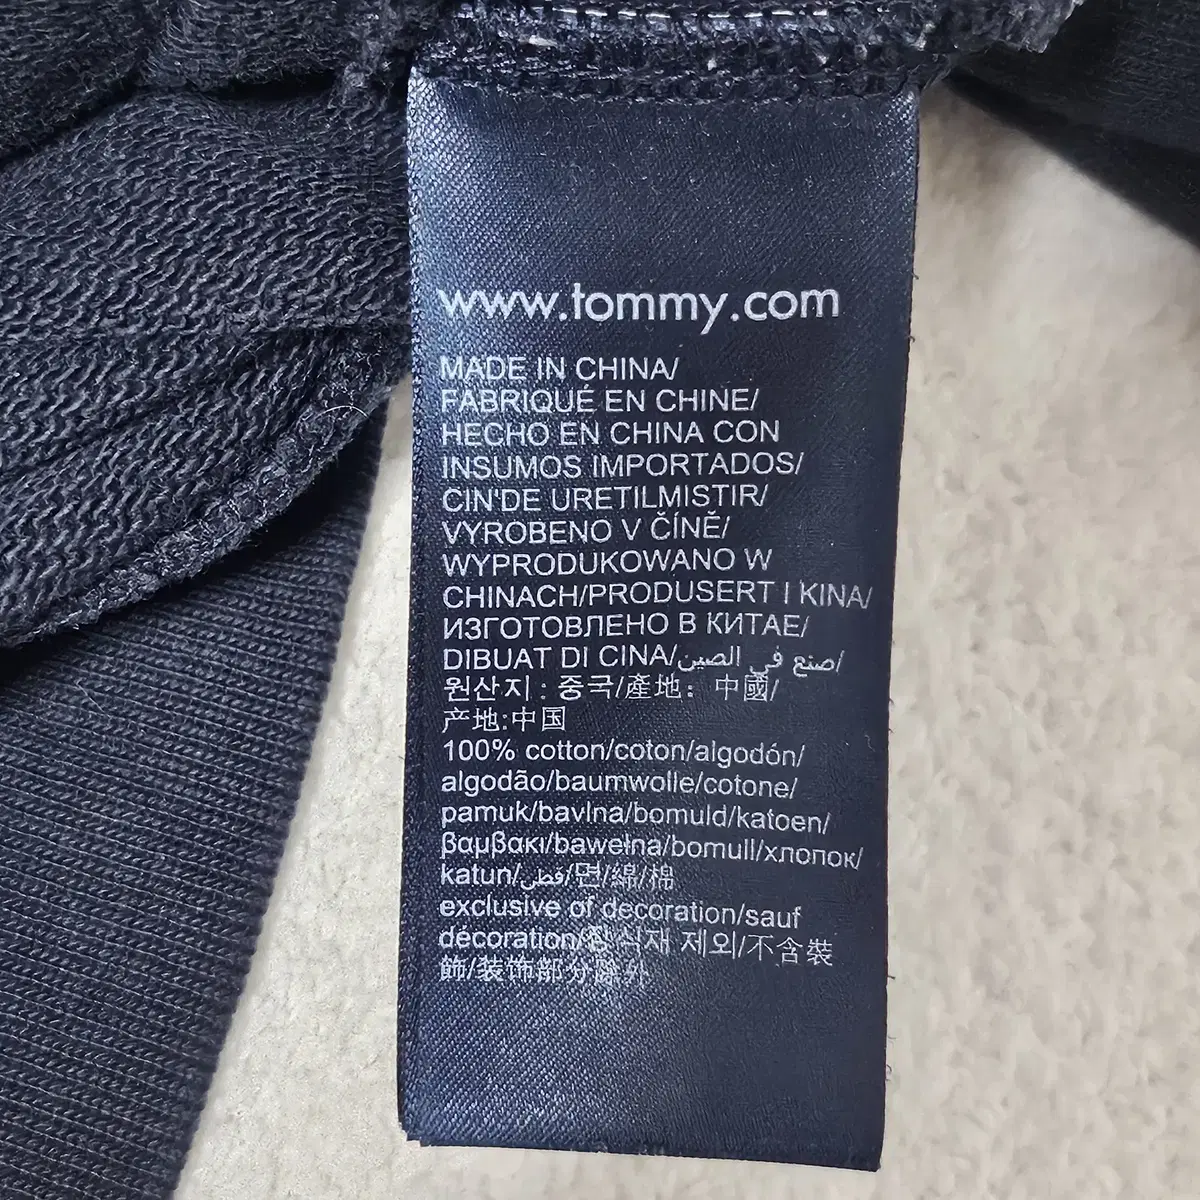 www.tommy.com
MADE IN CHINA/
FABRIQUÉ EN CHINE/
HECHO EN CHINA CON
INSUMOS IMPORTADOS/
CIN'DE URETILMISTIR/
VYROBENO V ČÍNĚ/
WYPRODUKOWANO W
CHINACH/PRODUSERT I KINA/
ИЗГОТОВЛЕНО В КИТАЕ/
DIBUAT DI CINA/صنع في الصين/
원산지 : 중국/產地：中國/
产地:中国
100% cotton/coton/algodón/
algodão/baumwolle/cotone/
pamuk/bavlna/bomuld/katoen/
βαμβακι/bawełna/bomull/хлопок/
katun/قطن/면/綿/棉
exclusive of decoration/sauf
décoration/장식재 제외/不含裝
飾/装饰部分除外